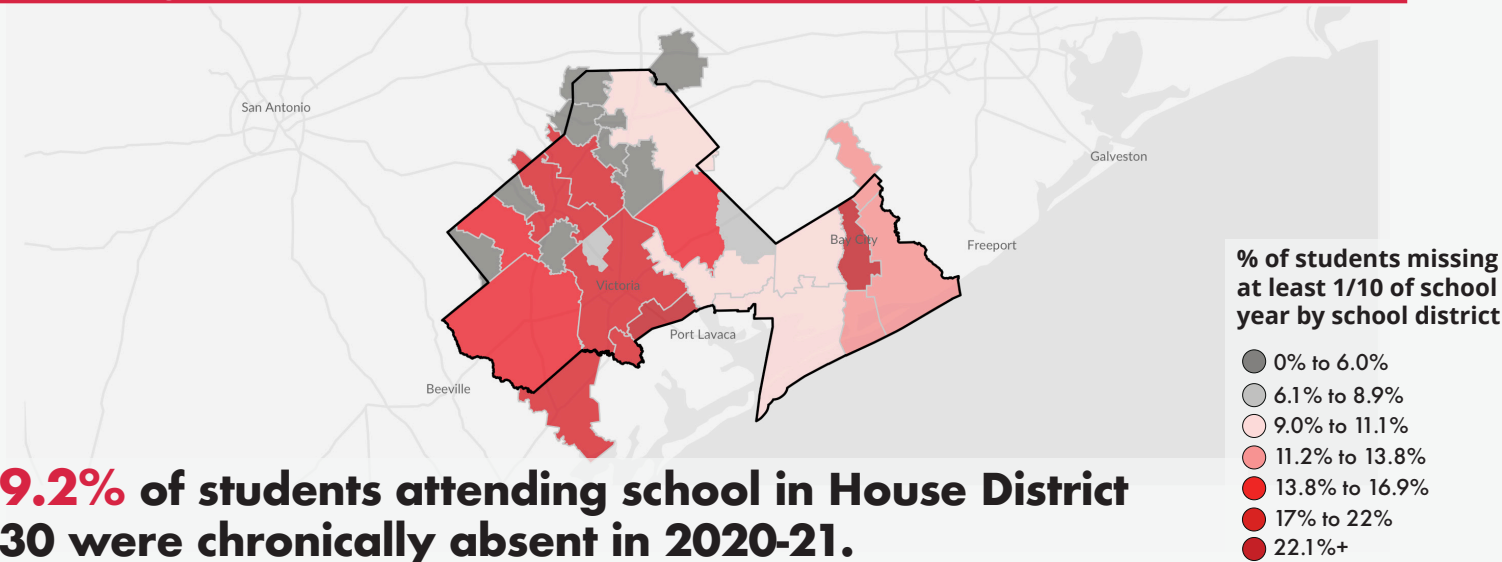 San Antonio
Galveston
Bay City
Freeport
Victoria
Port Lavaca
Beeville
% of students missing
at least 1/10 of school
year by school district
0% to 6.0%
6.1% to 8.9%
9.0% to 11.1%
11.2% to 13.8%
13.8% to 16.9%
17% to 22%
22.1%+
9.2% of students attending school in House District
30 were chronically absent in 2020-21.